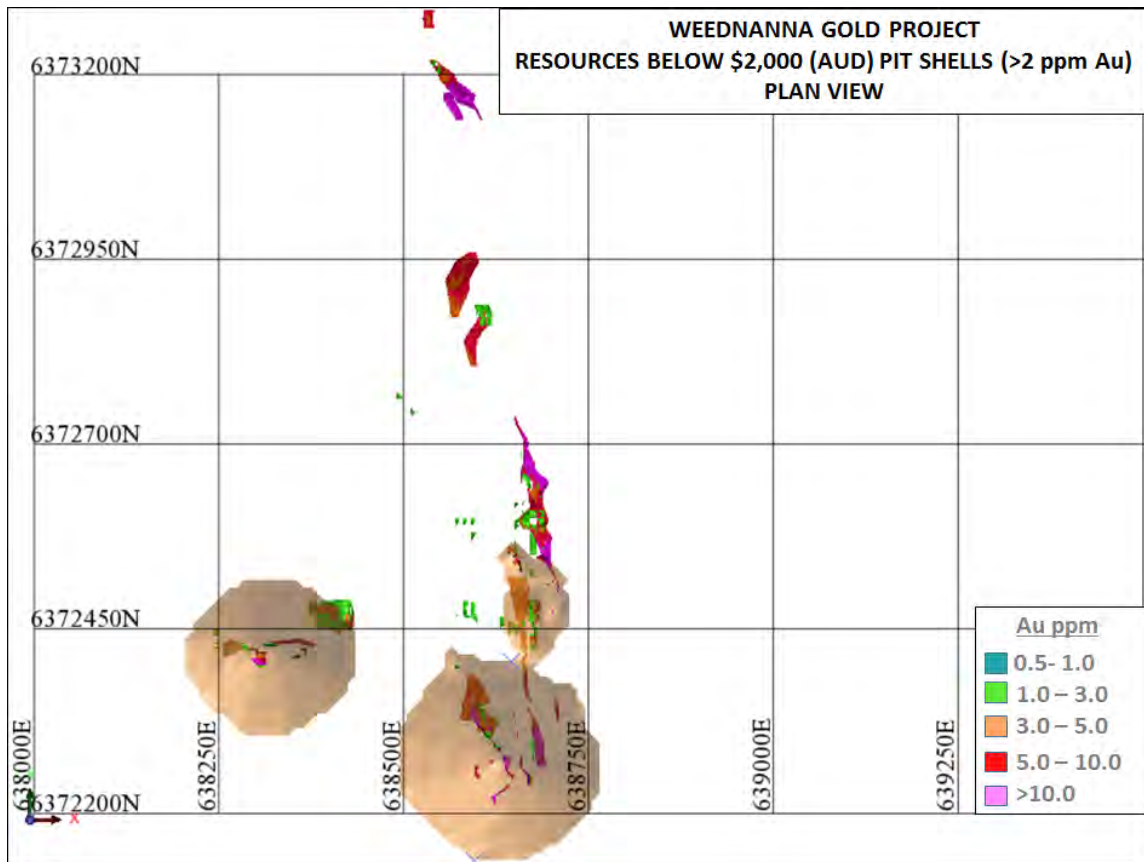 WEEDNANNA GOLD PROJECT
RESOURCES BELOW $2,000 (AUD) PIT SHELLS (>2 ppm Au)
PLAN VIEW
6373200N
6372950N
6372700N
6372450N
6372200N
638000E
638250E
638500E
638750E
639000E
639250E
X
Au ppm
0.5- 1.0
1.0 – 3.0
3.0 – 5.0
5.0 – 10.0
>10.0